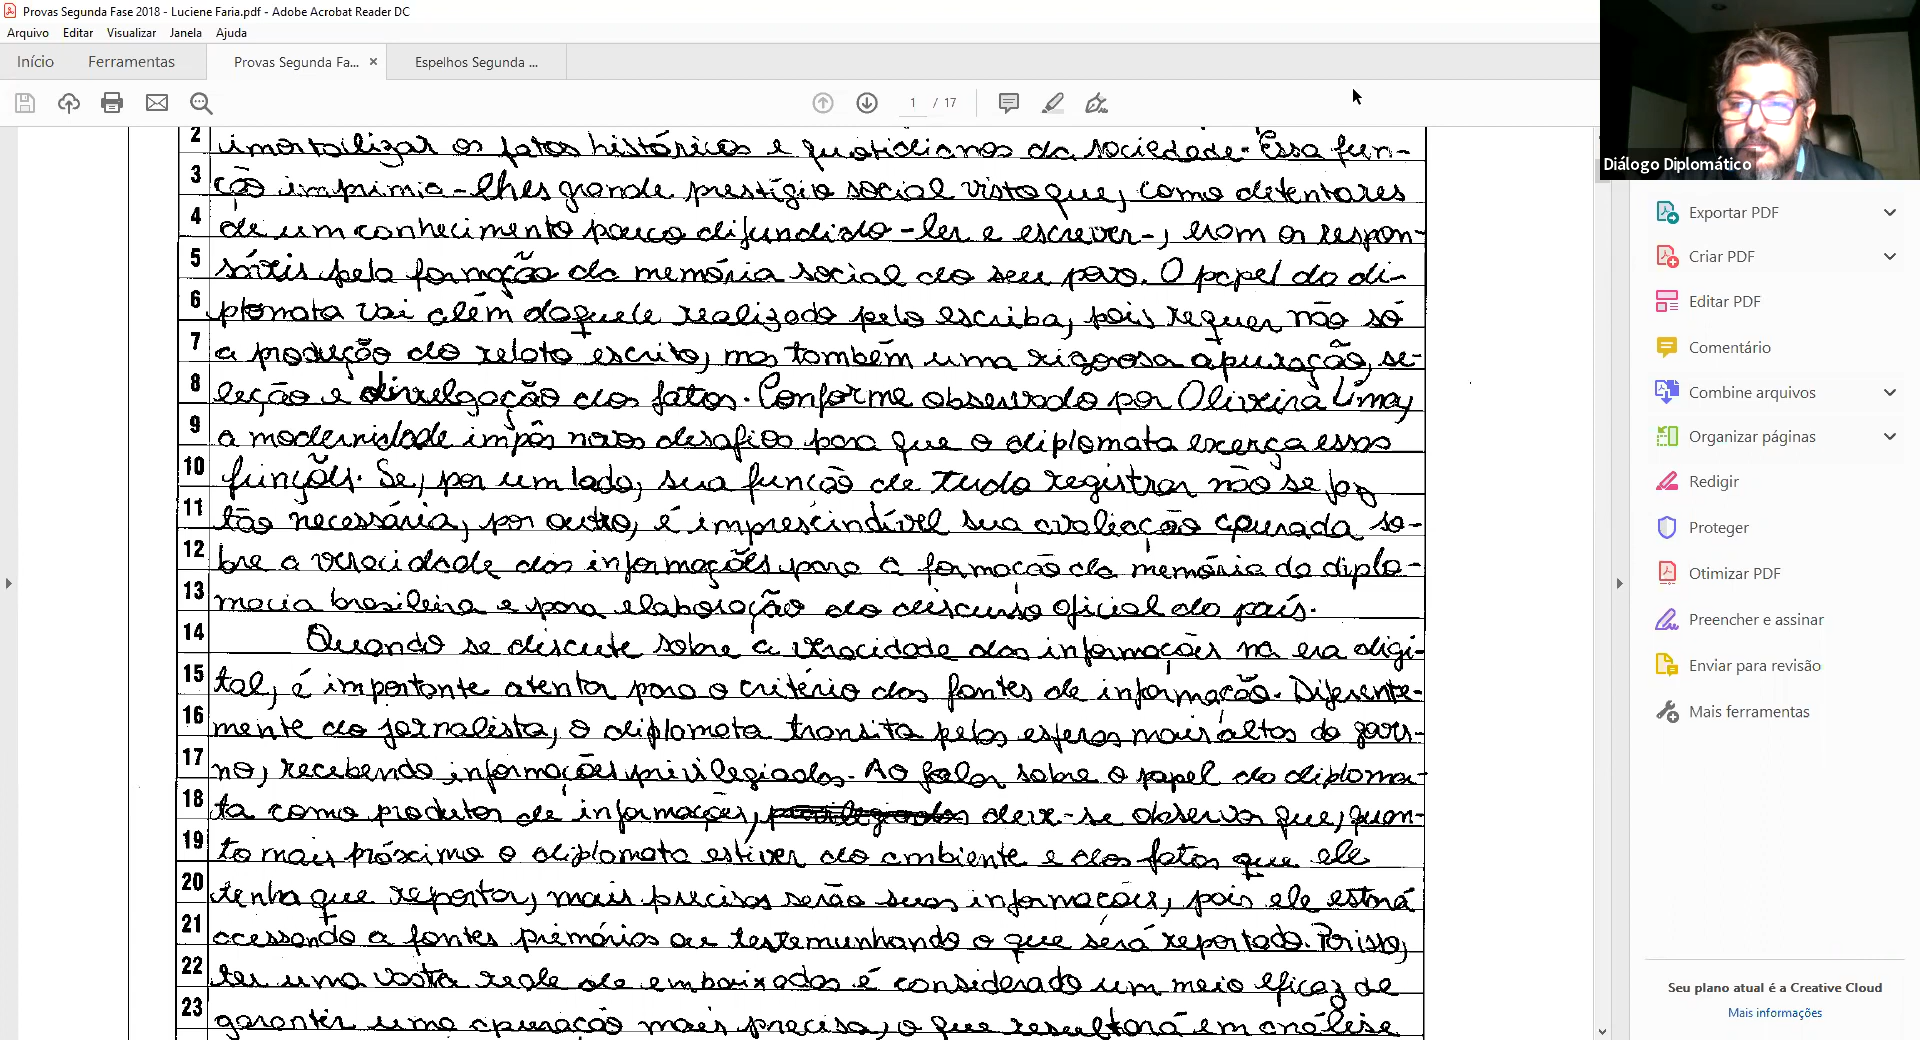 Provas Segunda Fase 2018 - Luciene Faria.pdf - Adobe Acrobat Reader DC
Arquivo Editar Visualizar Janela Ajuda
Início Ferramentas Provas Segunda Fa... × Espelhos Segunda ...
1 / 17
Diálogo Diplomático
2 imortalizar os fatos históricos e quotidianos da sociedade. Essa fun-
3 ção imprimia-lhes grande prestígio social visto que, como detentores
4 de um conhecimento pouco difundido -ler e escrever-, eram os respon-
5 sáveis pela formação da memória social do seu povo. O papel do di-
6 plomata vai além daquele realizado pelo escriba, pois requer não só
7 a produção do relato escrito, mas também uma rigorosa apuração, se-
8 leção e divulgação dos fatos. Conforme observado por Oliveira Lima,
9 a modernidade impôs novos desafios para que o diplomata exerça essas
10 funções. Se, por um lado, sua função de tudo registrar não se faz
11 tão necessária, por outro, é imprescindível sua avaliação apurada so-
12 bre a veracidade das informações para a formação da memória da diplo-
13 macia brasileira e para elaboração do discurso oficial do país.
14 Quando se discute sobre a veracidade das informações na era digi-
15 tal, é importante atentar para o critério das fontes de informação. Diferente-
16 mente do jornalista, o diplomata transita pelas esferas mais altas do gover-
17 no, recebendo informações privilegiadas. Ao falar sobre o papel do diploma-
18 ta como produtor de informações, deve-se observar que, quan-
19 to mais próximo o diplomata estiver do ambiente e dos fatos que ele
20 tenha que reportar, mais precisas serão suas informações, pois ele estará
21 acessando a fontes primárias ou testemunhando o que será reportado. Por isso,
22 ter uma vasta rede de embaixadas é considerado um meio eficaz de
23 garantir uma apuração mais precisa, o que resultará em análise
Exportar PDF
Criar PDF
Editar PDF
Comentário
Combine arquivos
Organizar páginas
Redigir
Proteger
Otimizar PDF
Preencher e assinar
Enviar para revisão
Mais ferramentas
Seu plano atual é a Creative Cloud
Mais informações